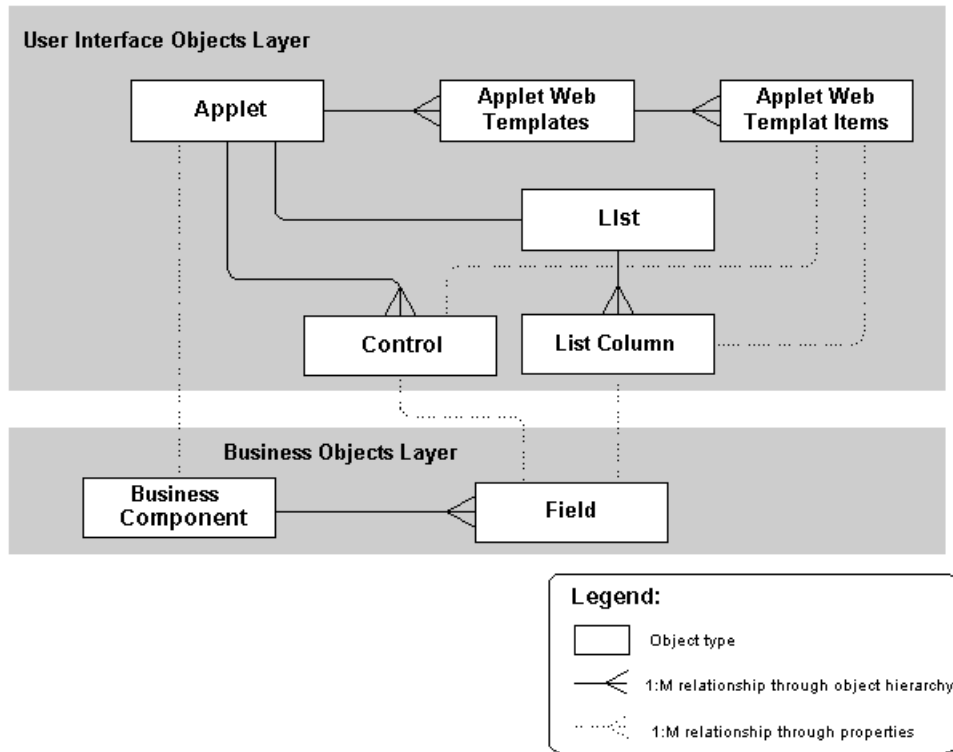 User Interface Objects Layer
Applet
Applet Web
Templates
Applet Web
Templat Items
LIst
Control
List Column
Business Objects Layer
Business
Component
Field
Legend:
Object type
1:M relationship through object hierarchy
1:M relationship through properties